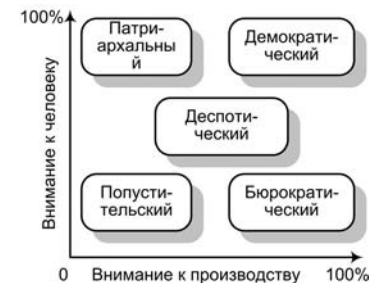 100%
Внимание к человеку
Патри-
архальны
й
Демократи-
ческий
Деспоти-
ческий
Попусти-
тельский
Бюрократи-
ческий
0 Внимание к производству 100%